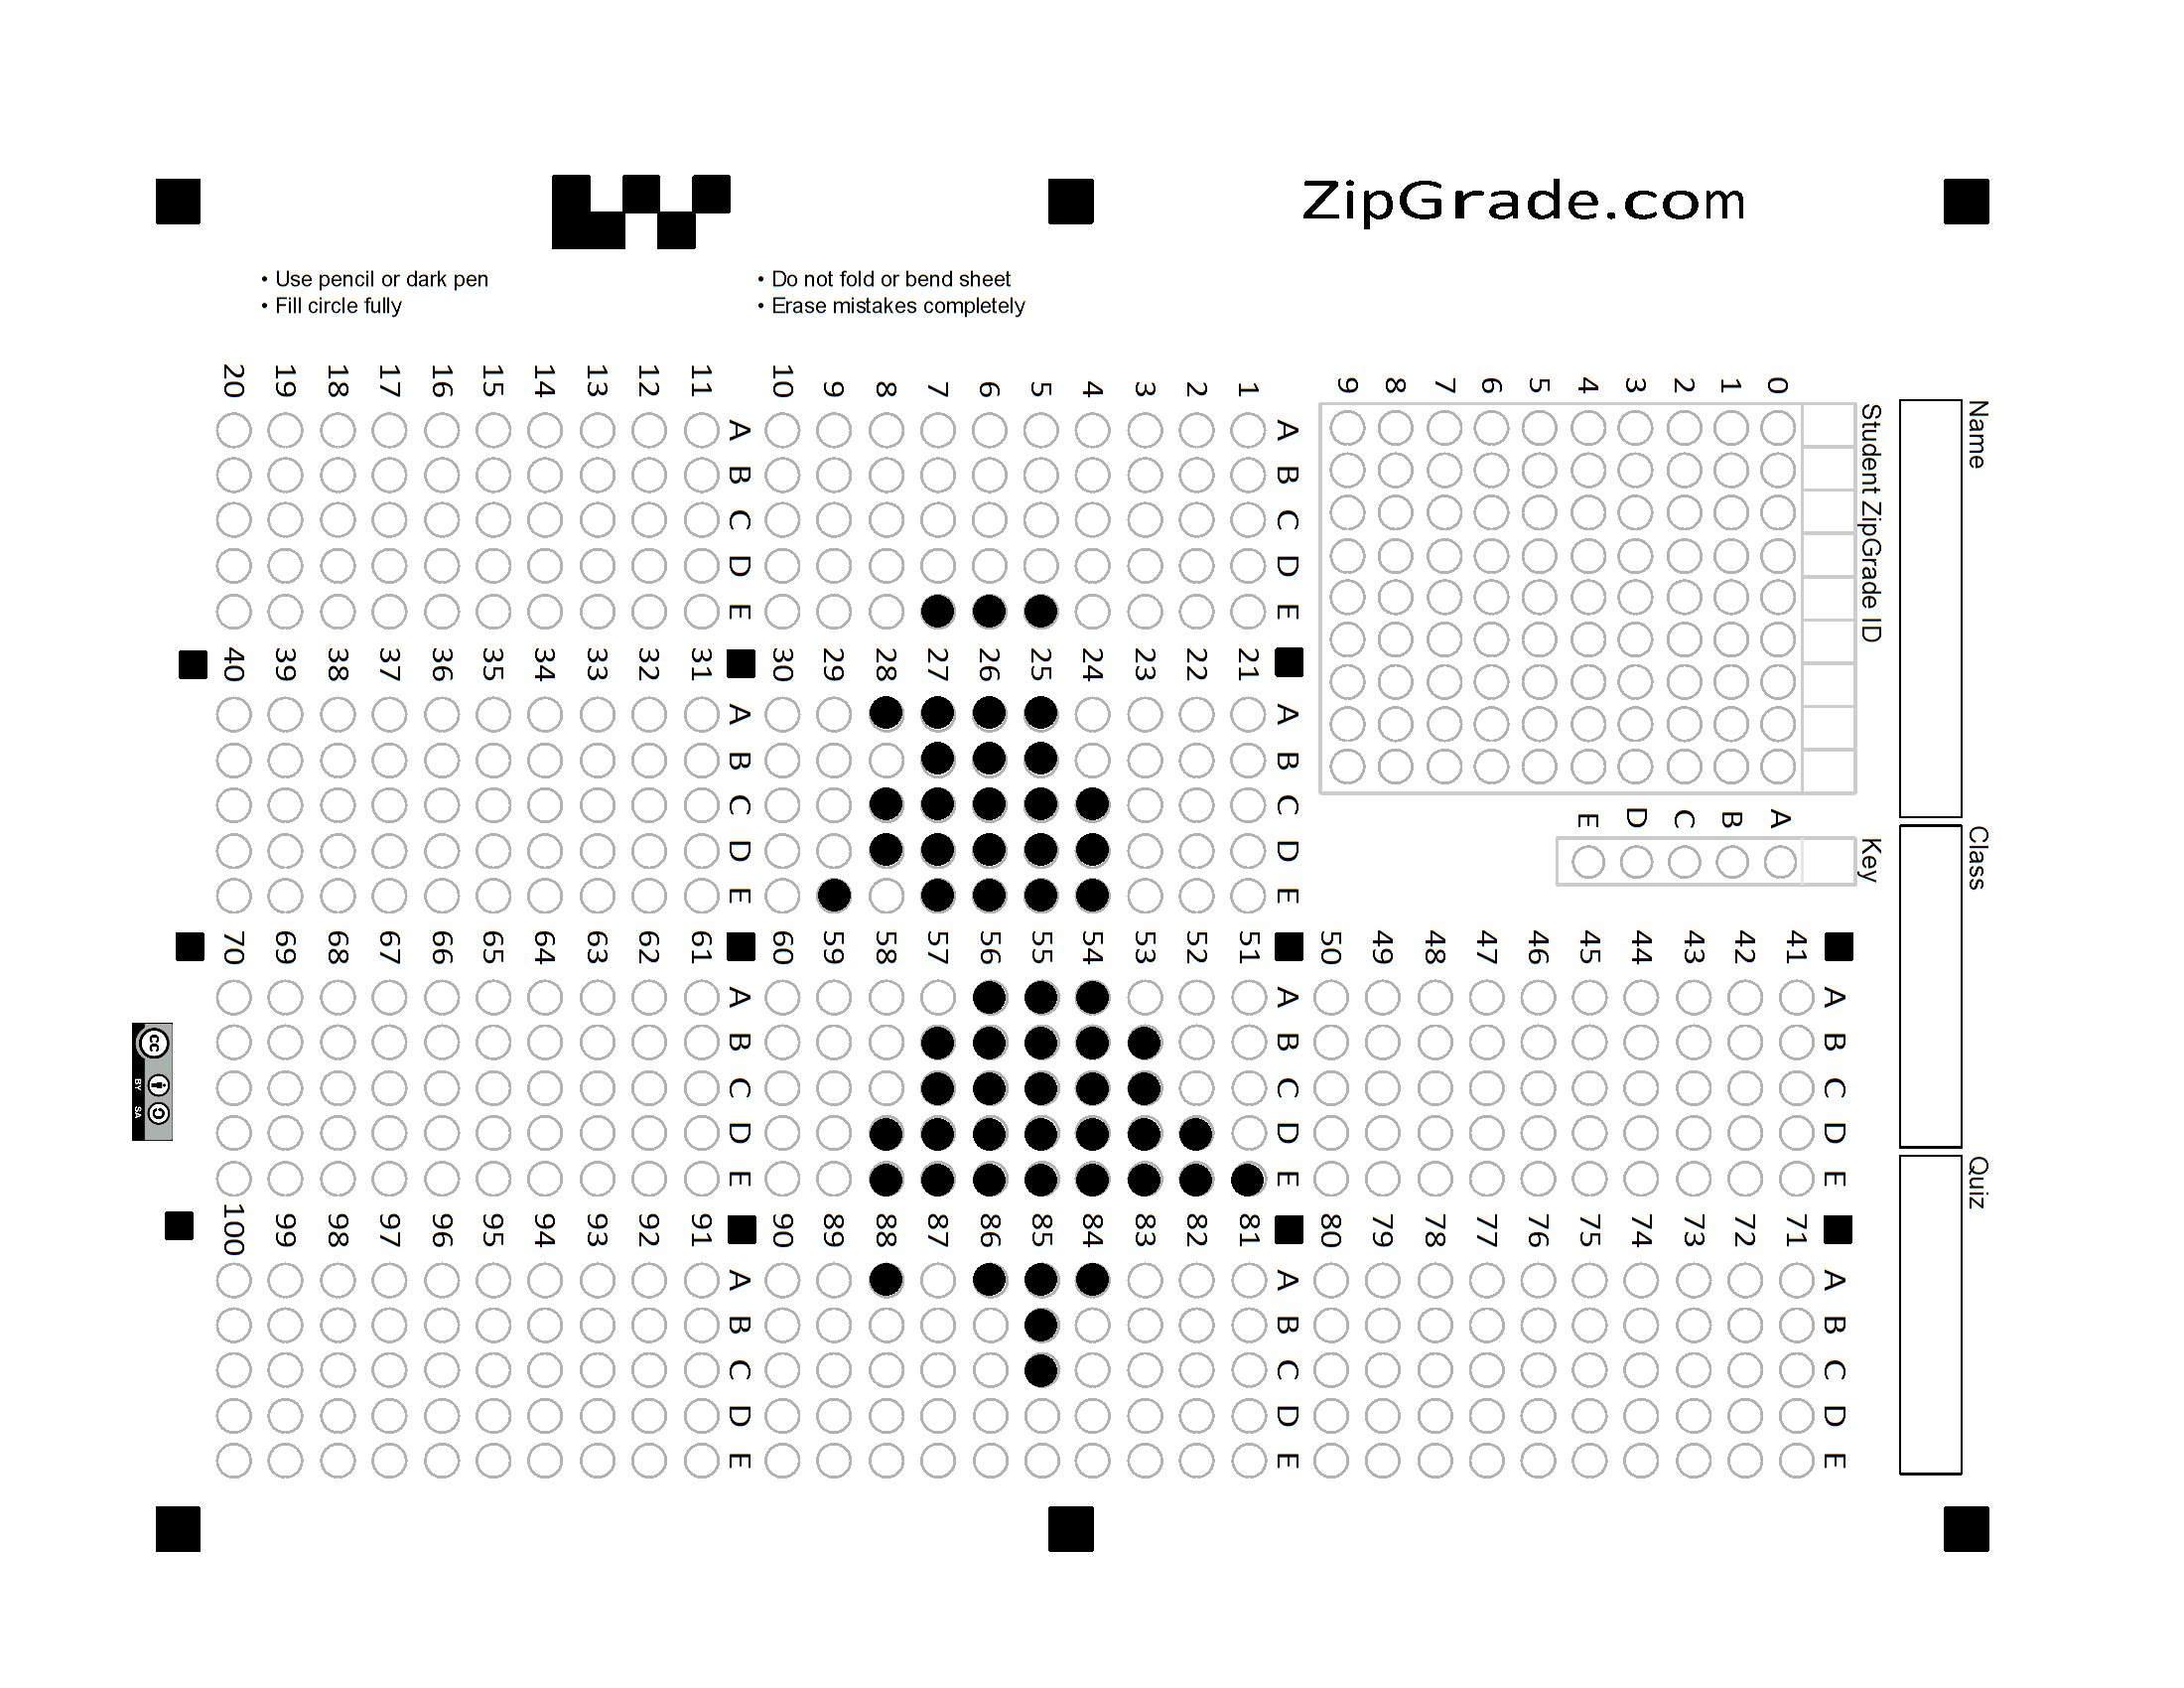 ZipGrade.com
• Use pencil or dark pen
• Fill circle fully
• Do not fold or bend sheet
• Erase mistakes completely
Name
Class
Quiz
Student ZipGrade ID
0 1 2 3 4 5 6 7 8 9
Key
A B C D E
1 2 3 4 5 6 7 8 9 10
A B C D E
11 12 13 14 15 16 17 18 19 20
A B C D E
21 22 23 24 25 26 27 28 29 30
A B C D E
31 32 33 34 35 36 37 38 39 40
A B C D E
41 42 43 44 45 46 47 48 49 50
A B C D E
51 52 53 54 55 56 57 58 59 60
A B C D E
61 62 63 64 65 66 67 68 69 70
A B C D E
71 72 73 74 75 76 77 78 79 80
A B C D E
81 82 83 84 85 86 87 88 89 90
A B C D E
91 92 93 94 95 96 97 98 99 100
A B C D E
cc
BY SA